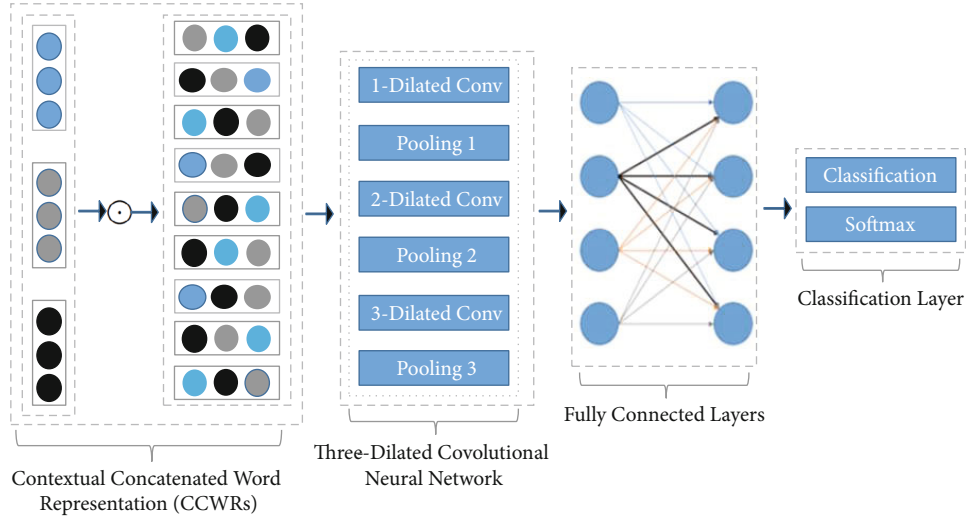 1-Dilated Conv
Pooling 1
2-Dilated Conv
Pooling 2
3-Dilated Conv
Pooling 3
Classification
Softmax
Classification Layer
Fully Connected Layers
Three-Dilated Covolutional
Neural Network
Contextual Concatenated Word
Representation (CCWRs)